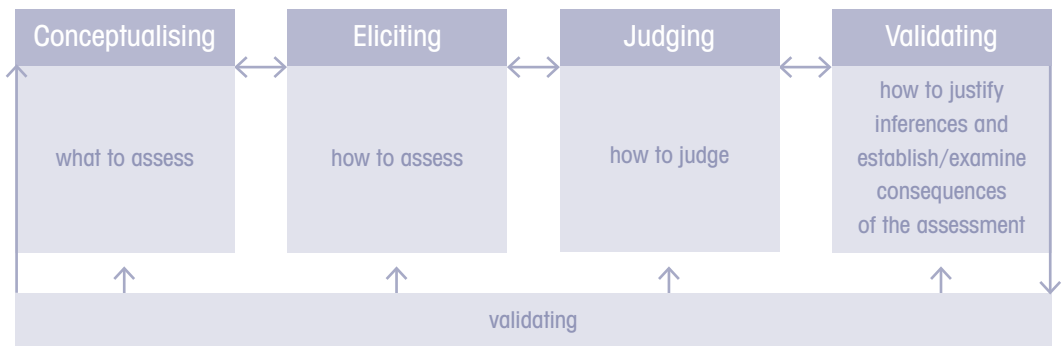 Conceptualising
what to assess
Eliciting
how to assess
Judging
how to judge
Validating
how to justify
inferences and
establish/examine
consequences
of the assessment
validating